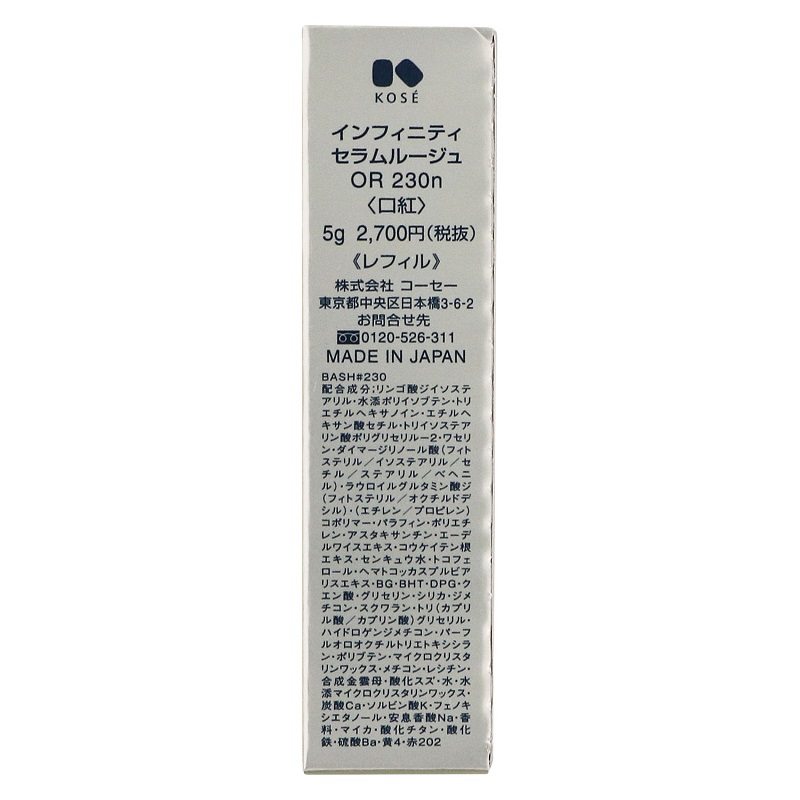 KOSÉ
インフィニティ
セラムルージュ
OR 230n
〈口紅〉
5g 2,700円(税抜)
《レフィル》
株式会社 コーセー
東京都中央区日本橋3-6-2
お問合せ先
0120-526-311
MADE IN JAPAN
BASH#230
配合成分:リンゴ酸ジイソステ
アリル・水添ポリイソブテン・トリ
エチルヘキサノイン・エチルヘ
キサン酸セチル・トリイソステア
リン酸ポリグリセリル-2・ワセリ
ン・ダイマージリノール酸(フィト
ステリル/イソステアリル/セ
チル/ステアリル/ベヘニ
ル)・ラウロイルグルタミン酸ジ
(フィトステリル/オクチルドデ
シル)・(エチレン/プロピレン)
コポリマー・パラフィン・ポリエチ
レン・アスタキサンチン・エーデ
ルワイスエキス・コウケイテン根
エキス・センキュウ水・トコフェ
ロール・ヘマトコッカスプルビア
リスエキス・BG・BHT・DPG・ク
エン酸・グリセリン・シリカ・ジメ
チコン・スクワラン・トリ(カプリ
ル酸/カプリン酸)グリセリル・
ハイドロゲンジメチコン・パーフ
ルオロオクチルトリエトキシシラ
ン・ポリブテン・マイクロクリスタ
リンワックス・メチコン・レシチン・
合成金雲母・酸化スズ・水・水
添マイクロクリスタリンワックス・
炭酸Ca・ソルビン酸K・フェノキ
シエタノール・安息香酸Na・香
料・マイカ・酸化チタン・酸化
鉄・硫酸Ba・黄4・赤202